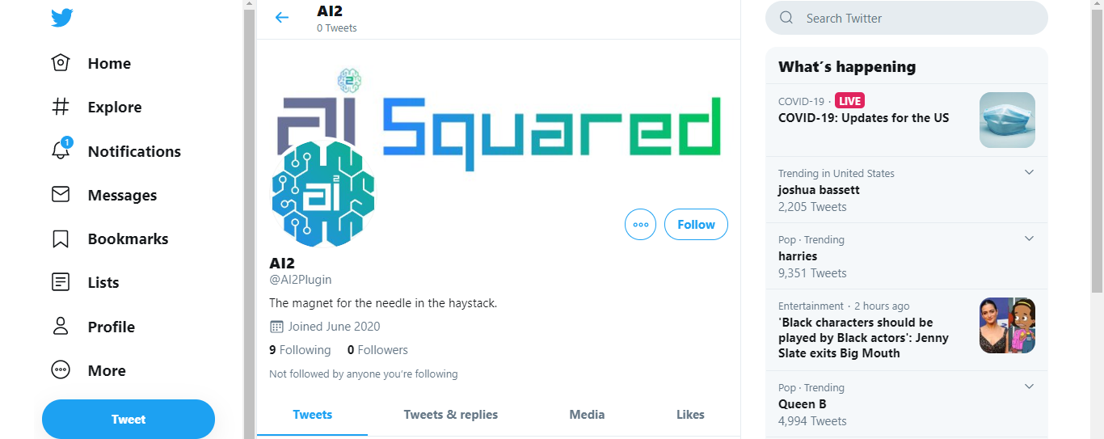 Home
Explore
1
Notifications
Messages
Bookmarks
Lists
Profile
More
Tweet
AI2
0 Tweets
2
ai Squared
ai2
Follow
AI2
@AI2Plugin
The magnet for the needle in the haystack.
Joined June 2020
9 Following 0 Followers
Not followed by anyone you're following
Tweets Tweets & replies Media Likes
Search Twitter
What's happening
COVID-19 · LIVE
COVID-19: Updates for the US
Trending in United States
joshua bassett
2,205 Tweets
Pop · Trending
harries
9,351 Tweets
Entertainment · 2 hours ago
'Black characters should be
played by Black actors': Jenny
Slate exits Big Mouth
Pop · Trending
Queen B
4,994 Tweets